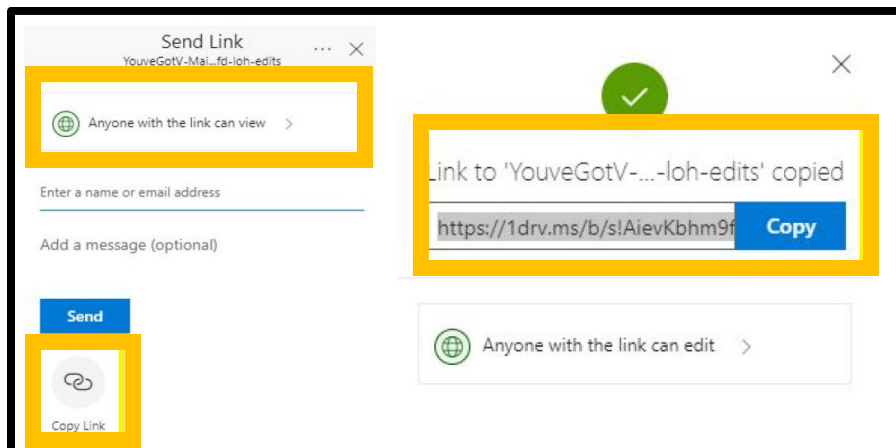 Send Link
YouveGotV-Mai...fd-loh-edits
Anyone with the link can view
Enter a name or email address
Add a message (optional)
Send
Copy Link
Link to 'YouveGotV-...-loh-edits' copied
https://1drv.ms/b/s!AievKbhm9f
Copy
Anyone with the link can edit